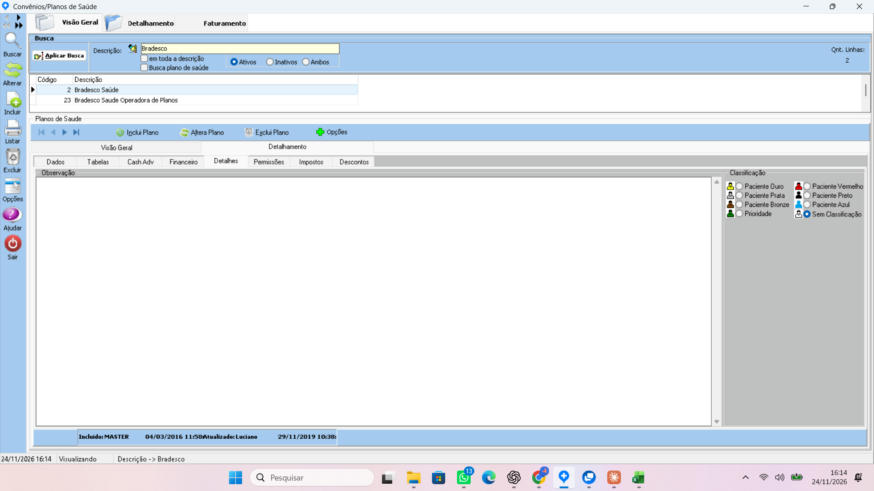 Convênios/Planos de Saúde
Visão Geral
Detalhamento
Faturamento
Busca
Buscar
Aplicar Busca
Descrição:
Bradesco
em toda a descrição
Busca plano de saúde
Ativos
Inativos
Ambos
Qnt. Linhas:
2
Alterar
Código Descrição
2 Bradesco Saúde
23 Bradesco Saude Operadora de Planos
Incluir
Planos de Saude
Inclui Plano
Altera Plano
Exclui Plano
Opções
Listar
Visão Geral
Detalhamento
Dados
Tabelas
Cash Adv
Financeiro
Detalhes
Permissões
Impostos
Descontos
Excluir
Observação
Classificação
Paciente Ouro
Paciente Vermelho
Paciente Prata
Paciente Preto
Paciente Bronze
Paciente Azul
Prioridade
Sem Classificação
Opções
Ajudar
Sair
Incluído: MASTER 04/03/2016 11:58 Atualizado: Luciano 29/11/2019 10:38:
24/11/2026 16:14 Visualizando Descrição -> Bradesco
Pesquisar
13
16:14
24/11/2026